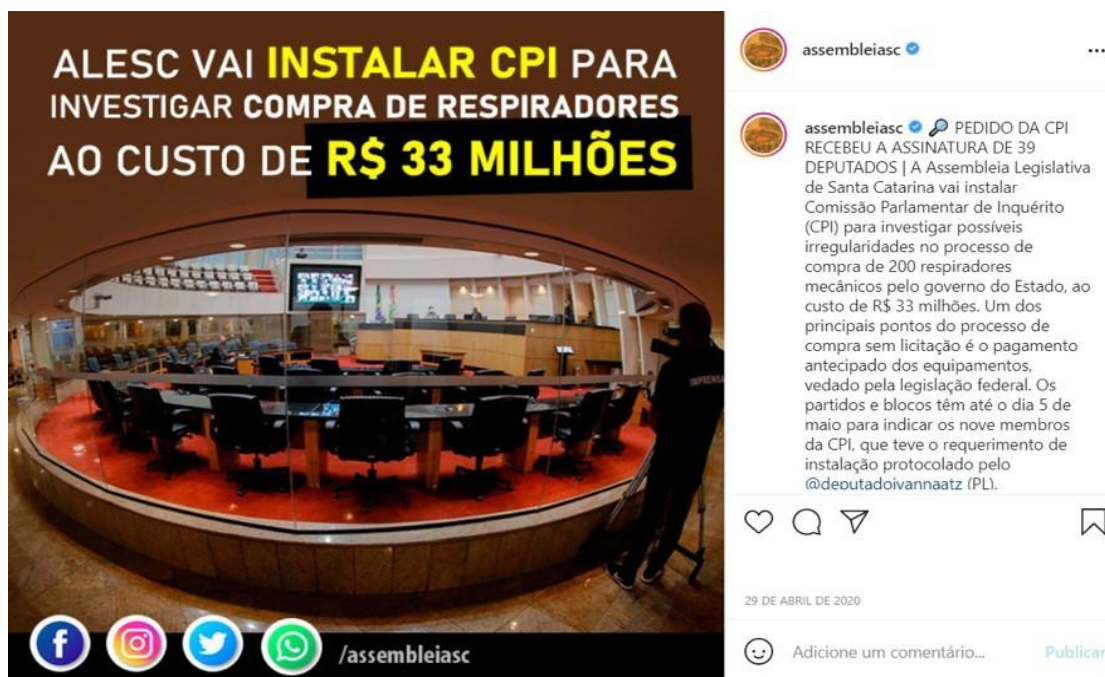 ALESC VAI INSTALAR CPI PARA
INVESTIGAR COMPRA DE RESPIRADORES
AO CUSTO DE R$ 33 MILHÕES
IMPRENSA
/assembleiasc
assembleiasc
assembleiasc 🔎 PEDIDO DA CPI
RECEBEU A ASSINATURA DE 39
DEPUTADOS | A Assembleia Legislativa
de Santa Catarina vai instalar
Comissão Parlamentar de Inquérito
(CPI) para investigar possíveis
irregularidades no processo de
compra de 200 respiradores
mecânicos pelo governo do Estado, ao
custo de R$ 33 milhões. Um dos
principais pontos do processo de
compra sem licitação é o pagamento
antecipado dos equipamentos,
vedado pela legislação federal. Os
partidos e blocos têm até o dia 5 de
maio para indicar os nove membros
da CPI, que teve o requerimento de
instalação protocolado pelo
@deputadoivannaatz (PL).
29 DE ABRIL DE 2020
Adicione um comentário... Publicar